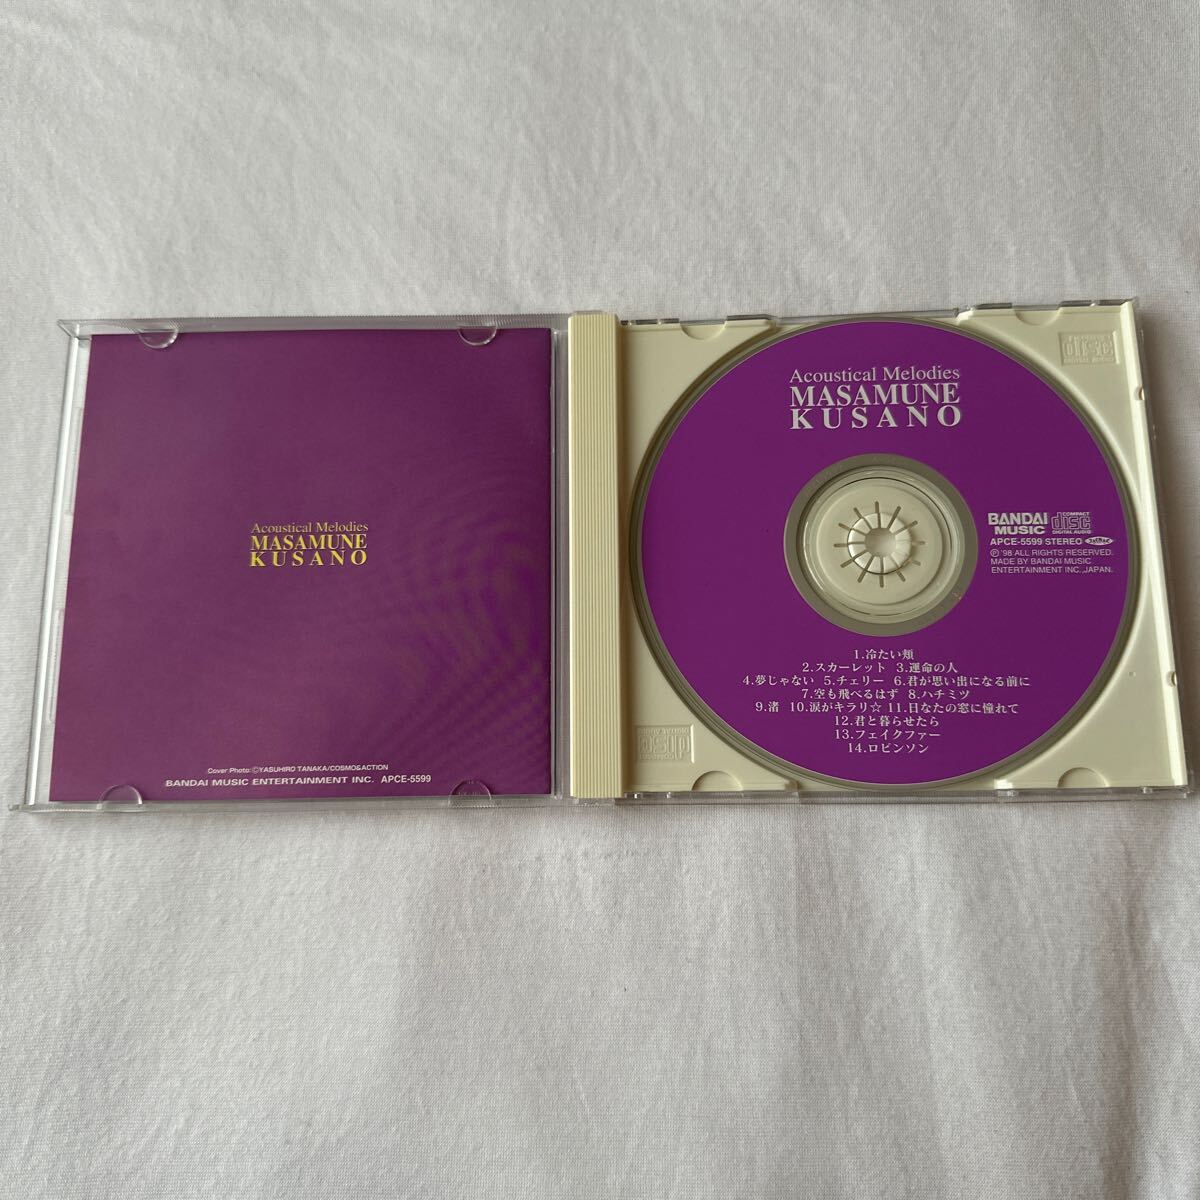 Acoustical Melodies
MASAMUNE
KUSANO
Cover Photo:©YASUHIRO TANAKA/COSMO&ACTION
BANDAI MUSIC ENTERTAINMENT INC. APCE-5599
Acoustical Melodies
MASAMUNE
KUSANO
BANDAI
MUSIC
COMPACT
disc
DIGITAL AUDIO
APCE-5599 STEREO
Ⓟ '98 ALL RIGHTS RESERVED.
MADE BY BANDAI MUSIC
ENTERTAINMENT INC.,JAPAN.
1.冷たい頬
2.スカーレット 3.運命の人
4.夢じゃない 5.チェリー 6.君が思い出になる前に
7.空も飛べるはず 8.ハチミツ
9.渚 10.涙がキラリ☆ 11.日なたの窓に憧れて
12.君と暮らせたら
13.フェイクファー
14.ロビンソン
disc
disc